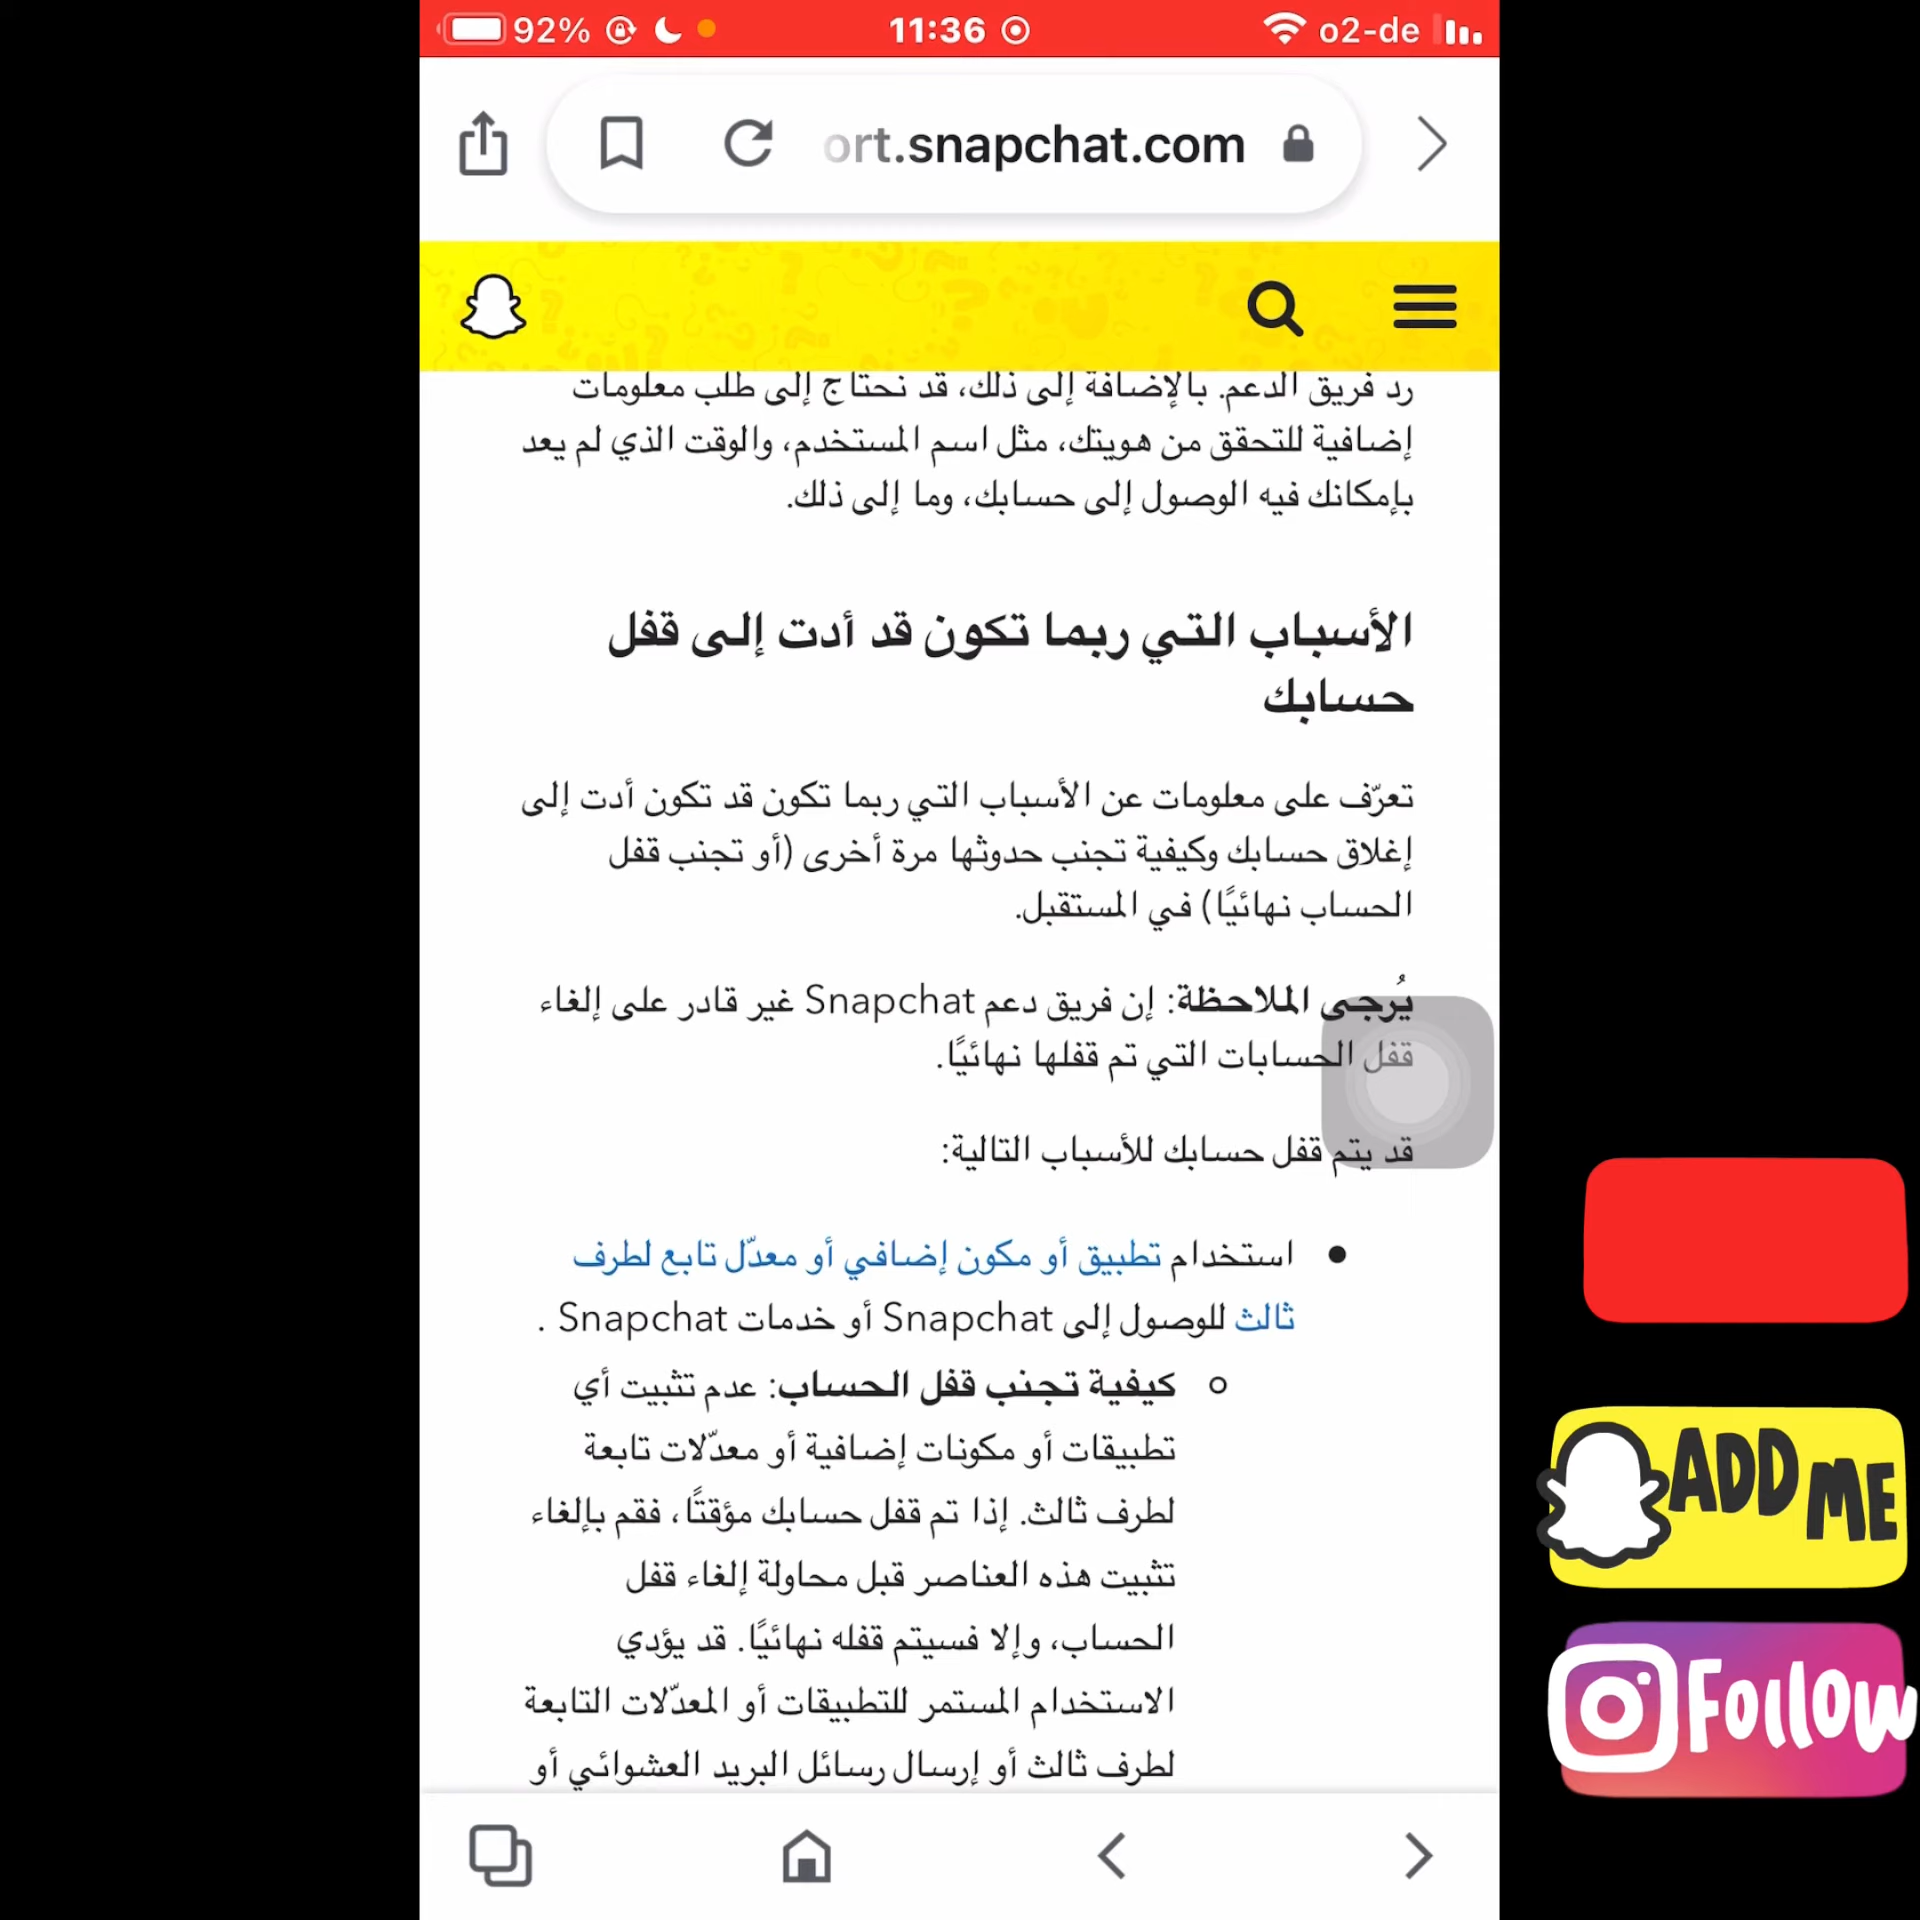 92%
11:36
o2-de
ort.snapchat.com
رد فريق الدعم. بالإضافة إلى ذلك، قد نحتاج إلى طلب معلومات
إضافية للتحقق من هويتك، مثل اسم المستخدم، والوقت الذي لم يعد
بإمكانك فيه الوصول إلى حسابك، وما إلى ذلك.
الأسباب التي ربما تكون قد أدت إلى قفل
حسابك
تعرّف على معلومات عن الأسباب التي ربما تكون قد تكون أدت إلى
إغلاق حسابك وكيفية تجنب حدوثها مرة أخرى (أو تجنب قفل
الحساب نهائيًا) في المستقبل.
يُرجى الملاحظة: إن فريق دعم Snapchat غير قادر على إلغاء
قفل الحسابات التي تم قفلها نهائيًا.
قد يتم قفل حسابك للأسباب التالية:
● استخدام تطبيق أو مكون إضافي أو معدّل تابع لطرف
ثالث للوصول إلى Snapchat أو خدمات Snapchat .
○ كيفية تجنب قفل الحساب: عدم تثبيت أي
تطبيقات أو مكونات إضافية أو معدّلات تابعة
لطرف ثالث. إذا تم قفل حسابك مؤقتًا، فقم بإلغاء
تثبيت هذه العناصر قبل محاولة إلغاء قفل
الحساب، وإلا فسيتم قفله نهائيًا. قد يؤدي
الاستخدام المستمر للتطبيقات أو المعدّلات التابعة
لطرف ثالث أو إرسال رسائل البريد العشوائي أو
ADD ME
Follow